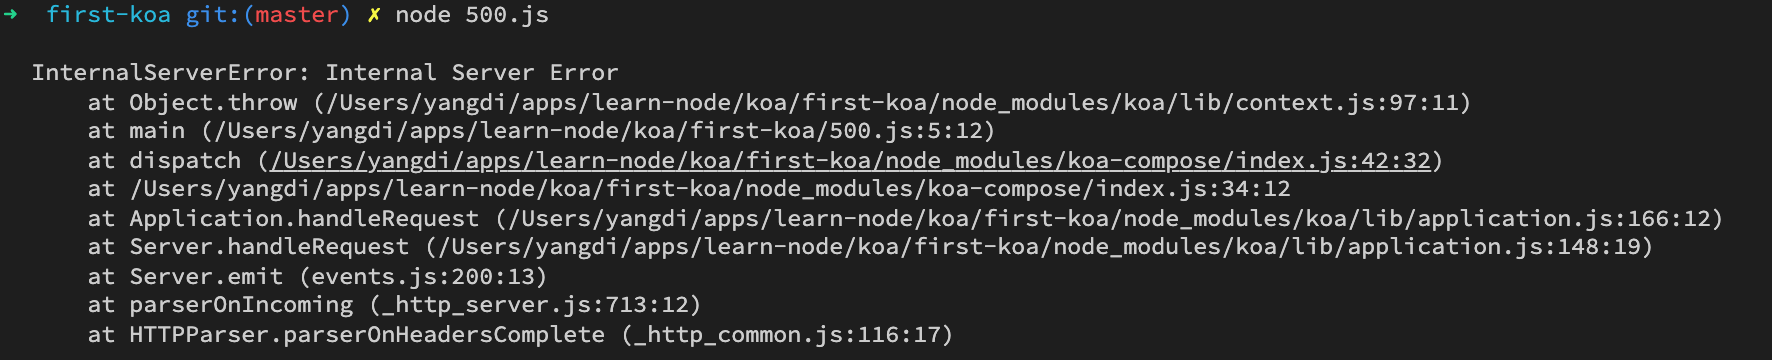 ➜  first-koa git:(master) ✗ node 500.js
InternalServerError: Internal Server Error
at Object.throw (/Users/yangdi/apps/learn-node/koa/first-koa/node_modules/koa/lib/context.js:97:11)
at main (/Users/yangdi/apps/learn-node/koa/first-koa/500.js:5:12)
at dispatch (/Users/yangdi/apps/learn-node/koa/first-koa/node_modules/koa-compose/index.js:42:32)
at /Users/yangdi/apps/learn-node/koa/first-koa/node_modules/koa-compose/index.js:34:12
at Application.handleRequest (/Users/yangdi/apps/learn-node/koa/first-koa/node_modules/koa/lib/application.js:166:12)
at Server.handleRequest (/Users/yangdi/apps/learn-node/koa/first-koa/node_modules/koa/lib/application.js:148:19)
at Server.emit (events.js:200:13)
at parserOnIncoming (_http_server.js:713:12)
at HTTPParser.parserOnHeadersComplete (_http_common.js:116:17)